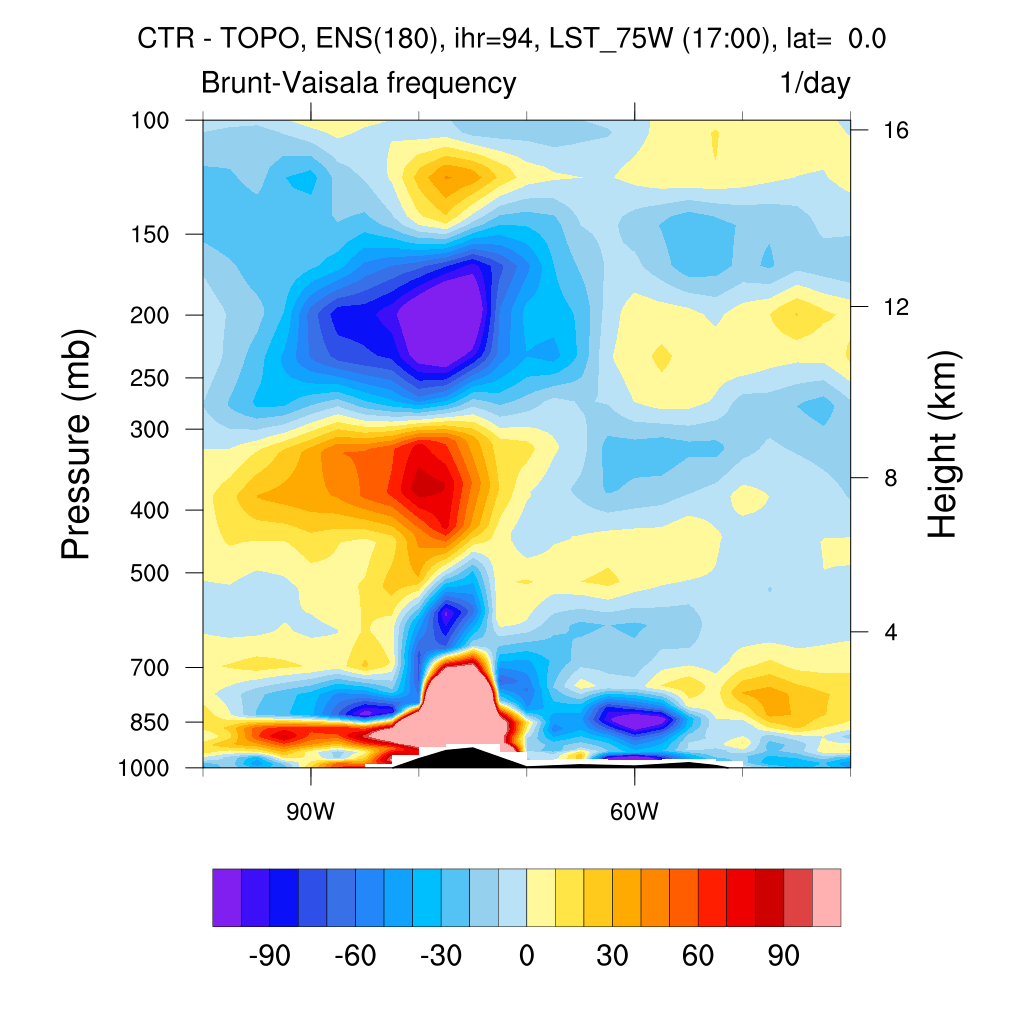 CTR - TOPO, ENS(180), ihr=94, LST_75W (17:00), lat= 0.0
Brunt-Vaisala frequency 1/day
100
150
200
250
300
400
500
700
850
1000
Pressure (mb)
16
12
8
4
Height (km)
90W 60W
-90 -60 -30 0 30 60 90